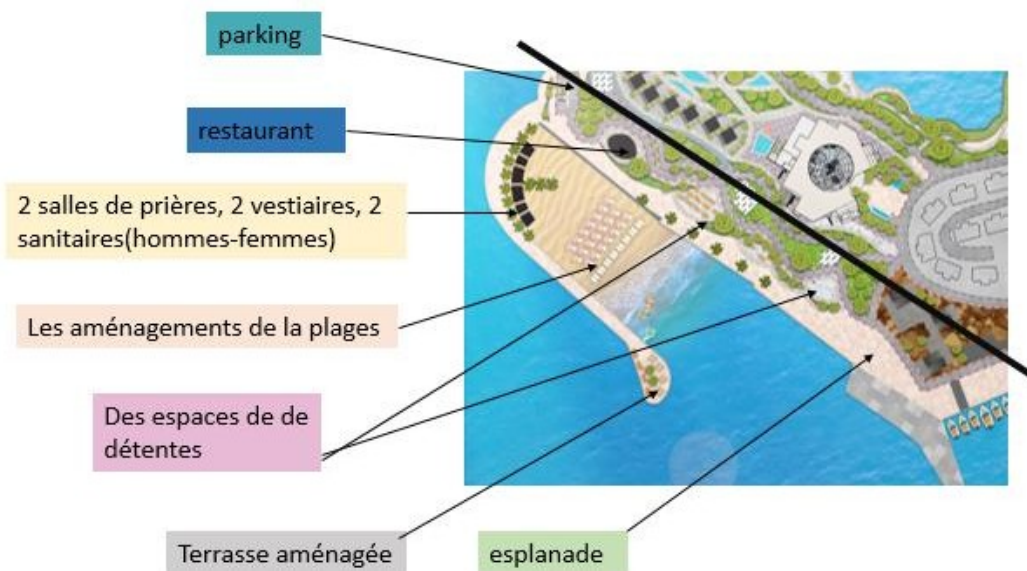 parking
restaurant
2 salles de prières, 2 vestiaires, 2
sanitaires(hommes-femmes)
Les aménagements de la plages
Des espaces de de
détentes
Terrasse aménagée
esplanade